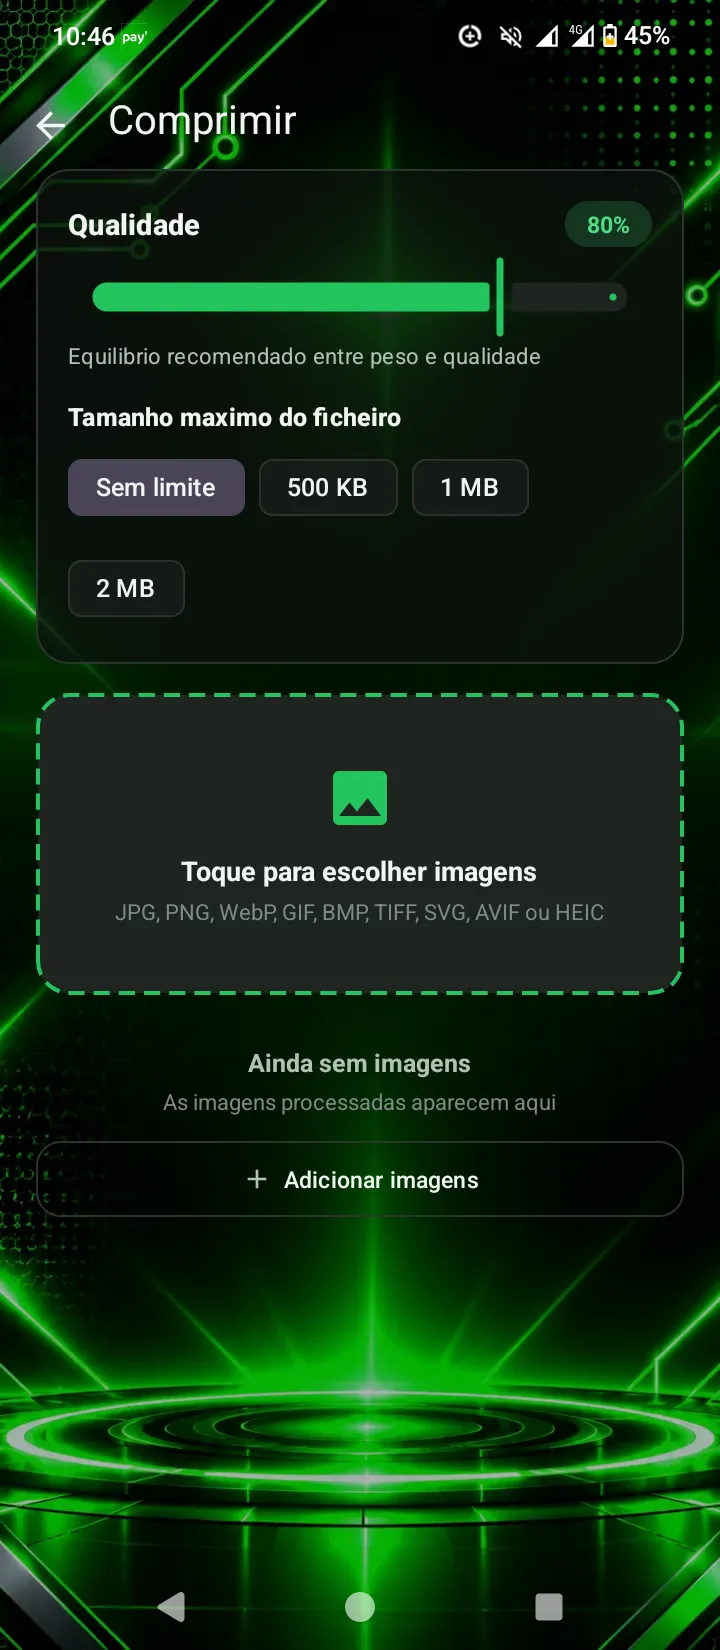 10:46 pay' 4G 45%
Comprimir
Qualidade 80%
Equilibrio recomendado entre peso e qualidade
Tamanho maximo do ficheiro
Sem limite 500 KB 1 MB
2 MB
Toque para escolher imagens
JPG, PNG, WebP, GIF, BMP, TIFF, SVG, AVIF ou HEIC
Ainda sem imagens
As imagens processadas aparecem aqui
+ Adicionar imagens